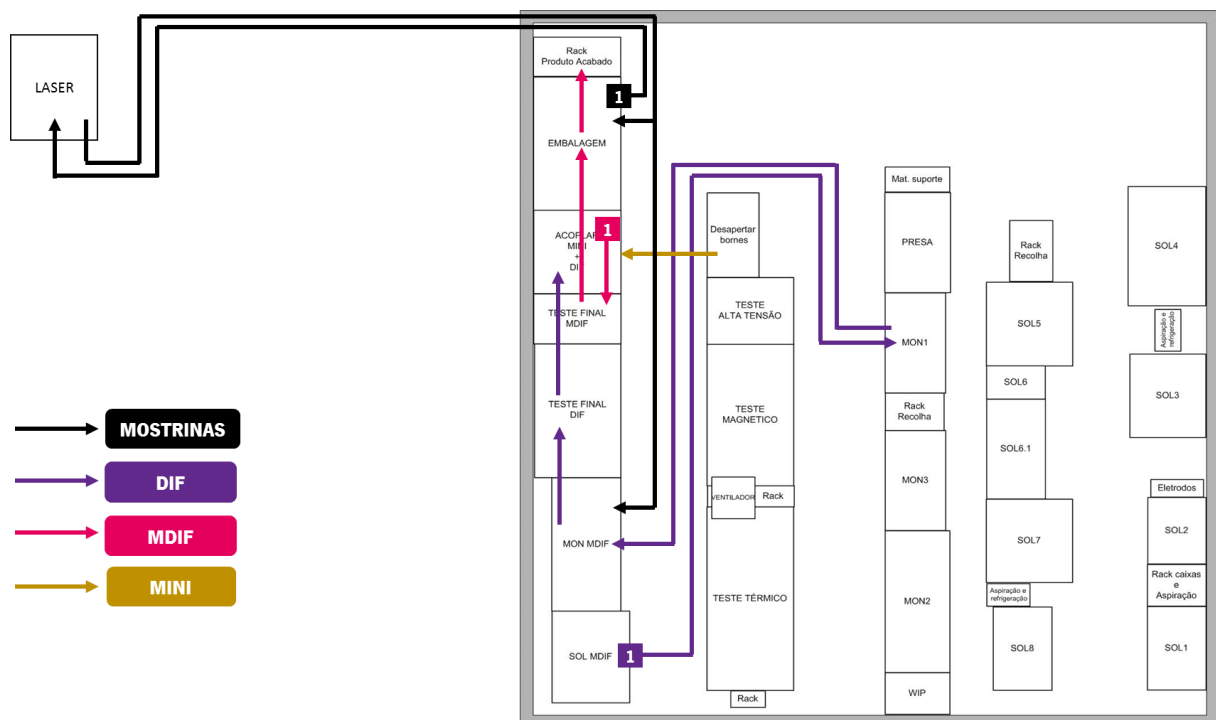 LASER
MOSTRINAS
DIF
MDIF
MINI
Rack
Produto Acabado
1
EMBALAGEM
1
ACOPLAR
MINI
+
DI
TESTE FINAL
MDIF
TESTE FINAL
DIF
MON MDIF
SOL MDIF
1
Desapertar
bornes
TESTE
ALTA TENSÃO
TESTE
MAGNETICO
VENTILADOR
Rack
TESTE TÉRMICO
Rack
Mat. suporte
PRESA
MON1
Rack
Recolha
MON3
MON2
WIP
Rack
Recolha
SOL5
SOL6
SOL6.1
SOL7
Aspiração e
refrigeração
SOL8
SOL4
Aspiração e
refrigeração
SOL3
Eletrodos
SOL2
Rack caixas
e
Aspiração
SOL1